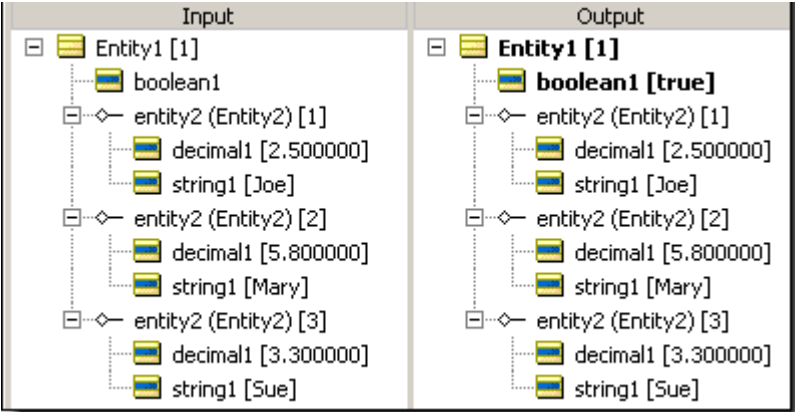 Input
Entity1 [1]
boolean1
entity2 (Entity2) [1]
decimal1 [2.500000]
string1 [Joe]
entity2 (Entity2) [2]
decimal1 [5.800000]
string1 [Mary]
entity2 (Entity2) [3]
decimal1 [3.300000]
string1 [Sue]
Output
Entity1 [1]
boolean1 [true]
entity2 (Entity2) [1]
decimal1 [2.500000]
string1 [Joe]
entity2 (Entity2) [2]
decimal1 [5.800000]
string1 [Mary]
entity2 (Entity2) [3]
decimal1 [3.300000]
string1 [Sue]